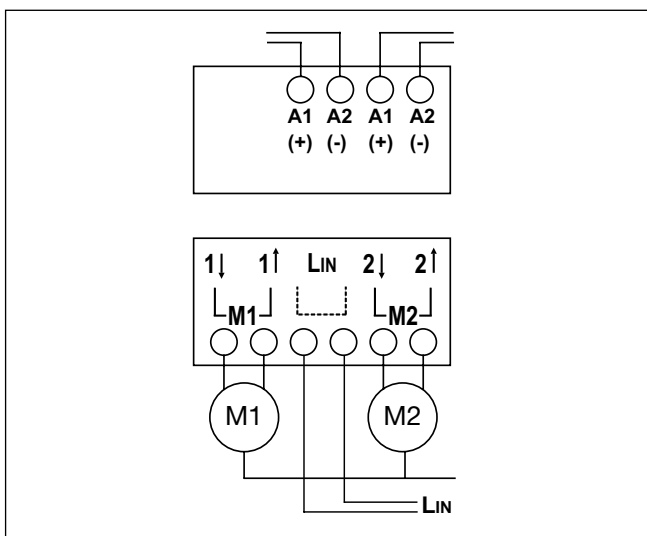 A1 A2 A1 A2
(+) (-) (+) (-)
1↓ 1↑ LIN 2↓ 2↑
M1 M2
M1 M2
LIN